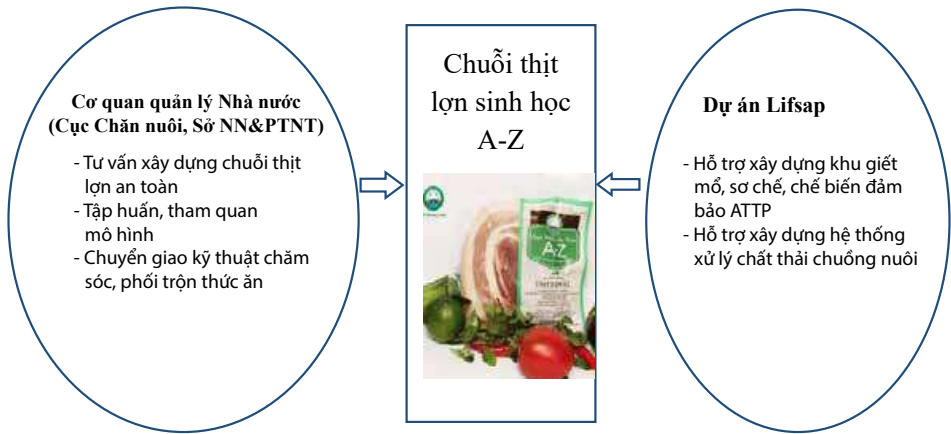 Cơ quan quản lý Nhà nước
(Cục Chăn nuôi, Sở NN&PTNT)
- Tư vấn xây dựng chuỗi thịt
lợn an toàn
- Tập huấn, tham quan
mô hình
- Chuyển giao kỹ thuật chăm
sóc, phối trộn thức ăn
Chuỗi thịt
lợn sinh học
A-Z
A-Z
Dự án Lifsap
- Hỗ trợ xây dựng khu giết
mổ, sơ chế, chế biến đảm
bảo ATTP
- Hỗ trợ xây dựng hệ thống
xử lý chất thải chuồng nuôi